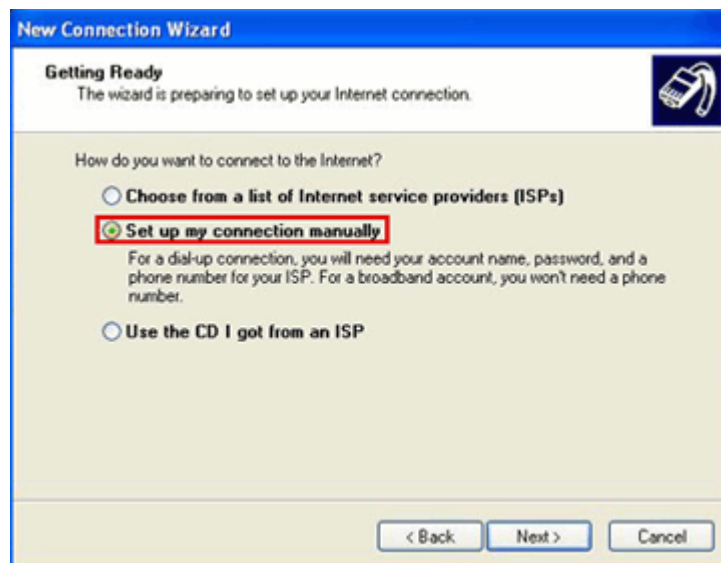 New Connection Wizard
Getting Ready
The wizard is preparing to set up your Internet connection.
How do you want to connect to the Internet?
Choose from a list of Internet service providers (ISPs)
Set up my connection manually
For a dial-up connection, you will need your account name, password, and a
phone number for your ISP. For a broadband account, you won't need a phone
number.
Use the CD I got from an ISP
< Back
Next >
Cancel